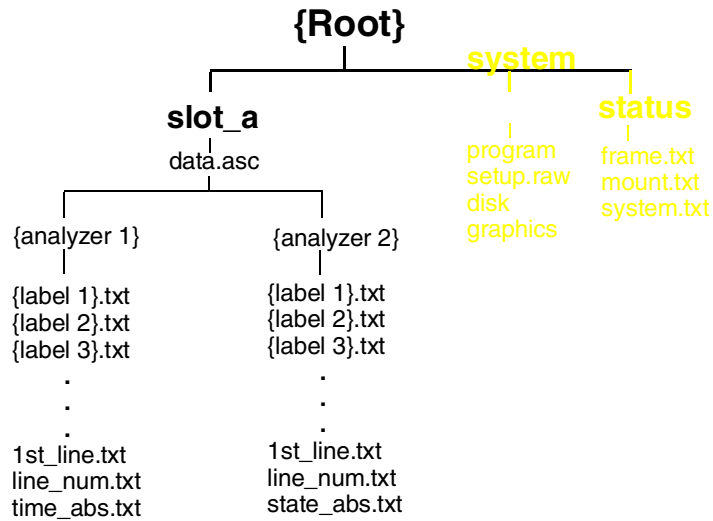 {Root}
system
slot_a
status
data.asc
program
setup.raw
disk
graphics
frame.txt
mount.txt
system.txt
{analyzer 1}
{analyzer 2}
{label 1}.txt
{label 2}.txt
{label 3}.txt
.
.
.
1st_line.txt
line_num.txt
time_abs.txt
{label 1}.txt
{label 2}.txt
{label 3}.txt
.
.
.
1st_line.txt
line_num.txt
state_abs.txt